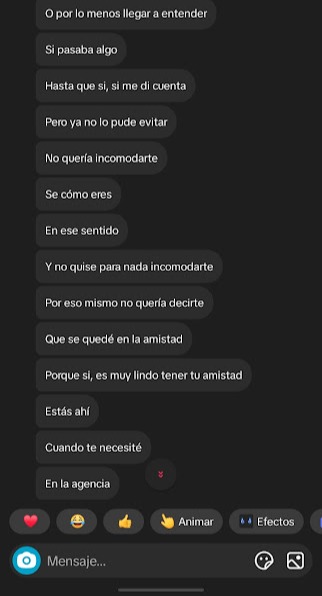 O por lo menos llegar a entender
Si pasaba algo
Hasta que si, si me di cuenta
Pero ya no lo pude evitar
No quería incomodarte
Se cómo eres
En ese sentido
Y no quise para nada incomodarte
Por eso mismo no quería decirte
Que se quedé en la amistad
Porque si, es muy lindo tener tu amistad
Estás ahí
Cuando te necesité
En la agencia
Animar
Efectos
Mensaje...